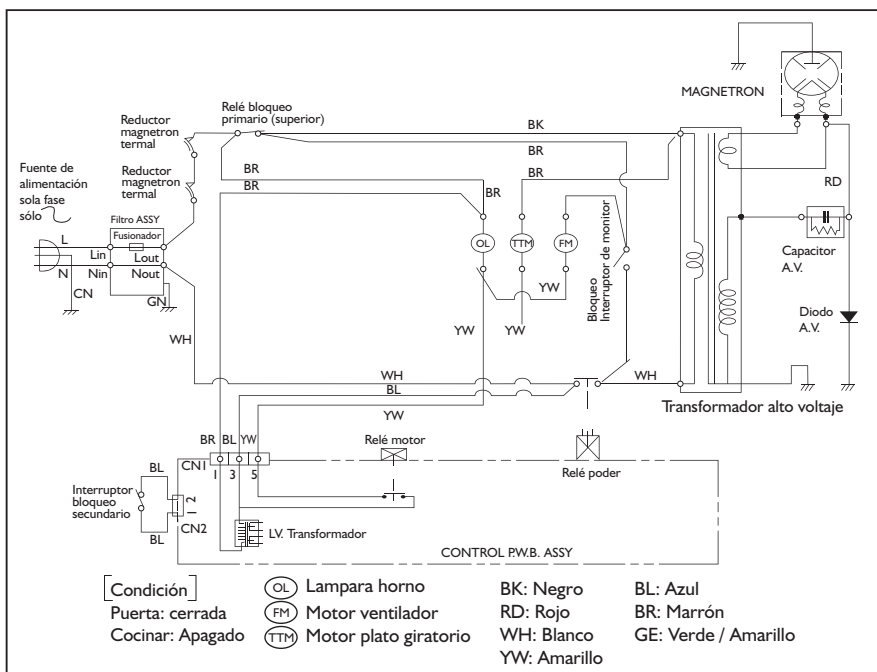 MAGNETRON
Relé bloqueo
primario (superior)
Reductor
magnetron
termal
BK
BR
BR
BR
BR
BR
RD
Reductor
magnetron
termal
Fuente de
alimentación
sola fase
sólo
Filtro ASSY
Fusionador
L
Lin
Lout
N
Nin
Nout
CN
GN
OL
TTM
FM
Bloqueo
Interruptor de monitor
Capacitor
A.V.
Diodo
A.V.
YW
YW
YW
WH
WH
WH
BL
YW
Transformador alto voltaje
BR BL YW
CN1
1 3 5
Relé motor
Relé poder
Interruptor
bloqueo
secundario
BL
BL
1 2
CN2
LV. Transformador
CONTROL P.W.B. ASSY
[Condición]
Puerta: cerrada
Cocinar: Apagado
OL Lampara horno
FM Motor ventilador
TTM Motor plato giratorio
BK: Negro
RD: Rojo
WH: Blanco
YW: Amarillo
BL: Azul
BR: Marrón
GE: Verde / Amarillo